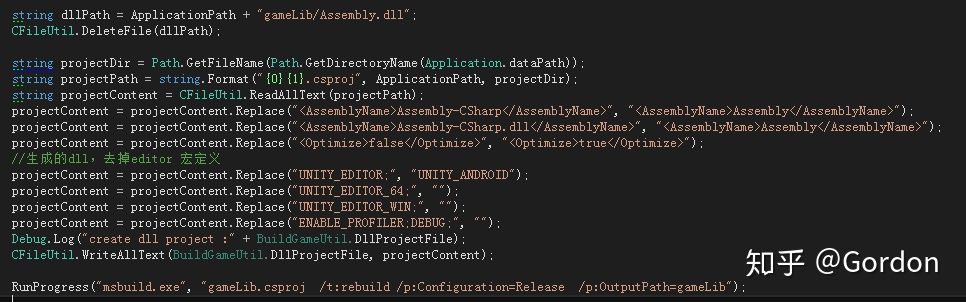 string dllPath = ApplicationPath + "gameLib/Assembly.dll";
CFileUtil.DeleteFile(dllPath);
string projectDir = Path.GetFileName(Path.GetDirectoryName(Application.dataPath));
string projectPath = string.Format("{0}{1}.csproj", ApplicationPath, projectDir);
string projectContent = CFileUtil.ReadAllText(projectPath);
projectContent = projectContent.Replace("<AssemblyName>Assembly-CSharp</AssemblyName>", "<AssemblyName>Assembly</AssemblyName>");
projectContent = projectContent.Replace("<AssemblyName>Assembly-CSharp.dll</AssemblyName>", "<AssemblyName>Assembly</AssemblyName>");
projectContent = projectContent.Replace("<Optimize>false</Optimize>", "<Optimize>true</Optimize>");
//生成的dll，去掉editor 宏定义
projectContent = projectContent.Replace("UNITY_EDITOR;", "UNITY_ANDROID");
projectContent = projectContent.Replace("UNITY_EDITOR_64;", "");
projectContent = projectContent.Replace("UNITY_EDITOR_WIN;", "");
projectContent = projectContent.Replace("ENABLE_PROFILER;DEBUG;", "");
Debug.Log("create dll project :" + BuildGameUtil.DllProjectFile);
CFileUtil.WriteAllText(BuildGameUtil.DllProjectFile, projectContent);
知乎 @Gordon
RunProgress("msbuild.exe", "gameLib.csproj  /t:rebuild /p:Configuration=Release  /p:OutputPath=gameLib");